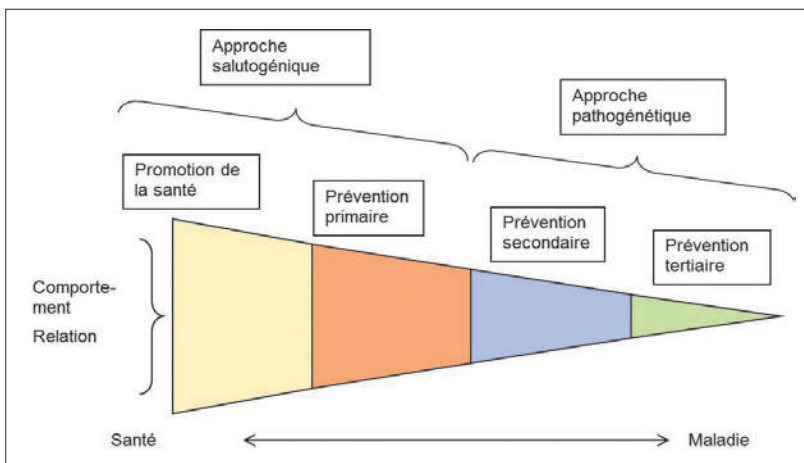 Approche
salutogénique
Approche
pathogénétique
Promotion de
la santé
Prévention
primaire
Prévention
secondaire
Prévention
tertiaire
Comporte-
ment
Relation
Santé
Maladie